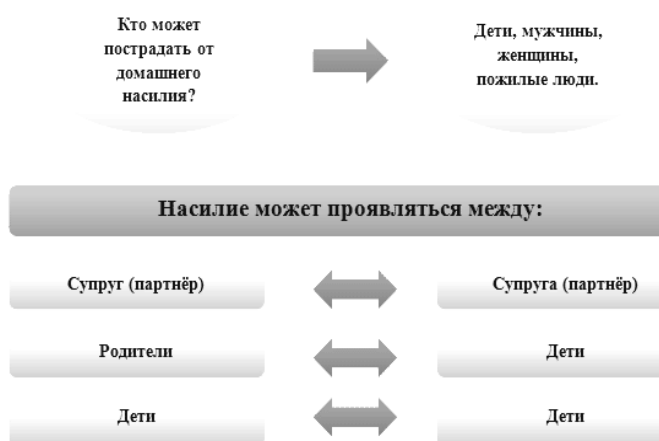 Кто может
пострадать от
домашнего
насилия?
Дети, мужчины,
женщины,
пожилые люди.
Насилие может проявляться между:
Супруг (партнёр)
Супруга (партнёр)
Родители
Дети
Дети
Дети